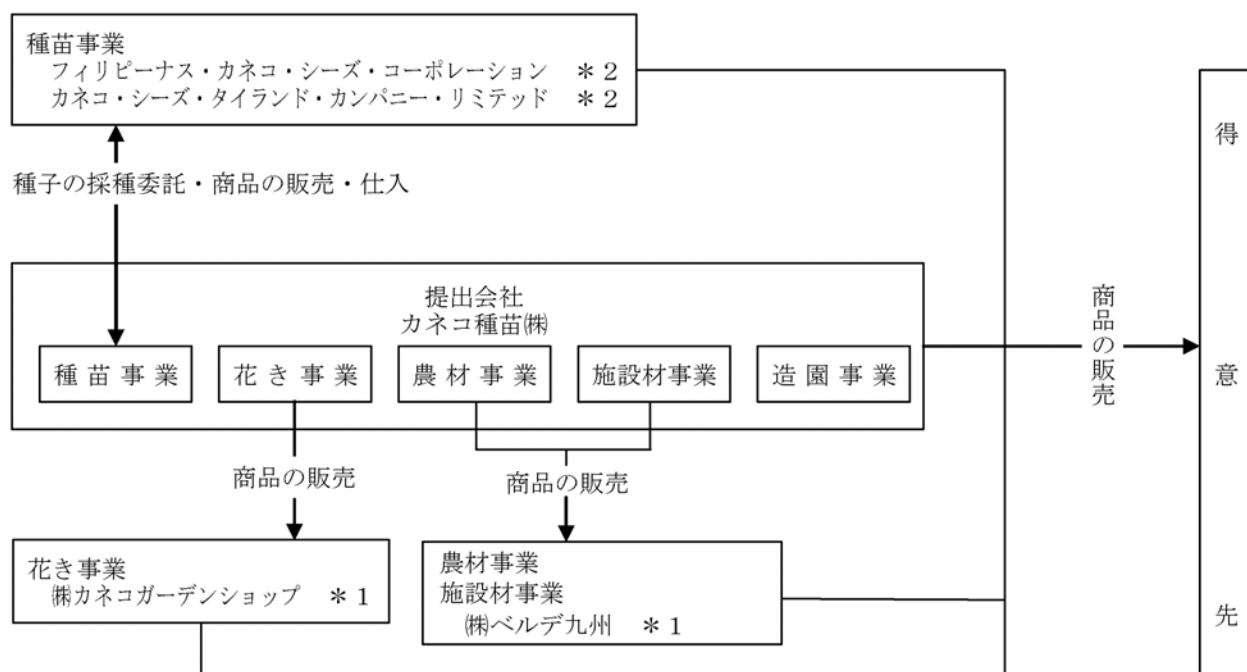 種苗事業
フィリピーナス・カネコ・シーズ・コーポレーション ＊２
カネコ・シーズ・タイランド・カンパニー・リミテッド ＊２
種子の採種委託・商品の販売・仕入
提出会社
カネコ種苗㈱
種苗事業
花き事業
農材事業
施設材事業
造園事業
商品の販売
商品の販売
商品の販売
花き事業
㈱カネコガーデンショップ ＊１
農材事業
施設材事業
㈱ベルデ九州 ＊１
得意先